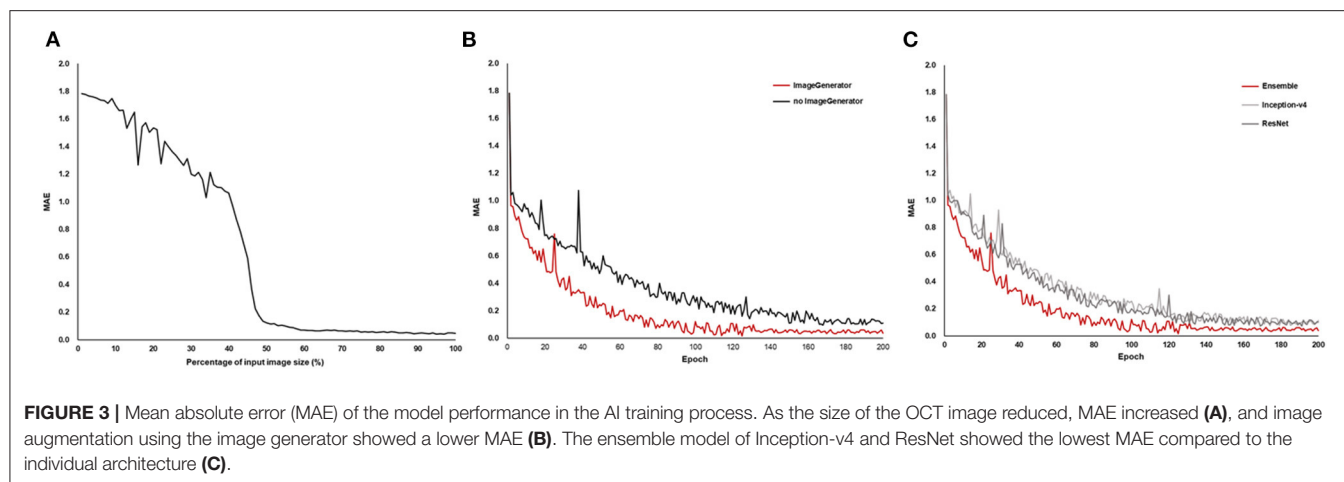 A
2.0
1.8
1.6
1.4
1.2
1.0
0.8
0.6
0.4
0.2
0.0
MAE
0 10 20 30 40 50 60 70 80 90 100
Percentage of input image size (%)
B
2.0
1.8
1.6
1.4
1.2
1.0
0.8
0.6
0.4
0.2
0.0
MAE
ImageGenerator
no ImageGenerator
0 20 40 60 80 100 120 140 160 180 200
Epoch
C
2.0
1.8
1.6
1.4
1.2
1.0
0.8
0.6
0.4
0.2
0.0
MAE
Ensemble
Inception-v4
ResNet
0 20 40 60 80 100 120 140 160 180 200
Epoch
FIGURE 3 | Mean absolute error (MAE) of the model performance in the AI training process. As the size of the OCT image reduced, MAE increased (A), and image
augmentation using the image generator showed a lower MAE (B). The ensemble model of Inception-v4 and ResNet showed the lowest MAE compared to the
individual architecture (C).